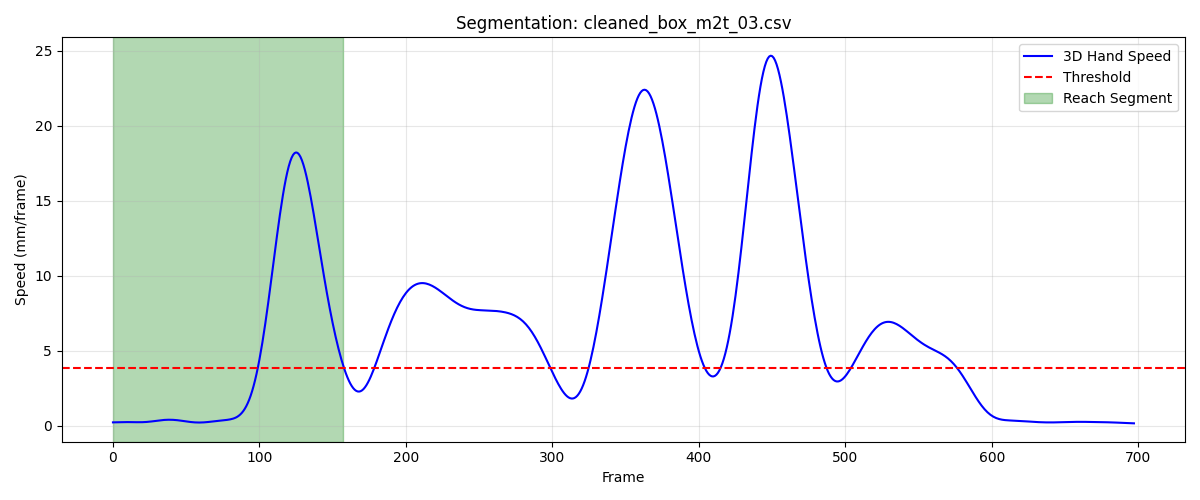 Segmentation: cleaned_box_m2t_03.csv
3D Hand Speed
Threshold
Reach Segment
Speed (mm/frame)
25
20
15
10
5
0
0 100 200 300 400 500 600 700
Frame